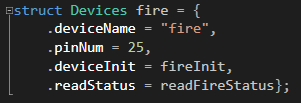 struct Devices fire = {
.deviceName = "fire",
.pinNum = 25,
.deviceInit = fireInit,
.readStatus = readFireStatus};